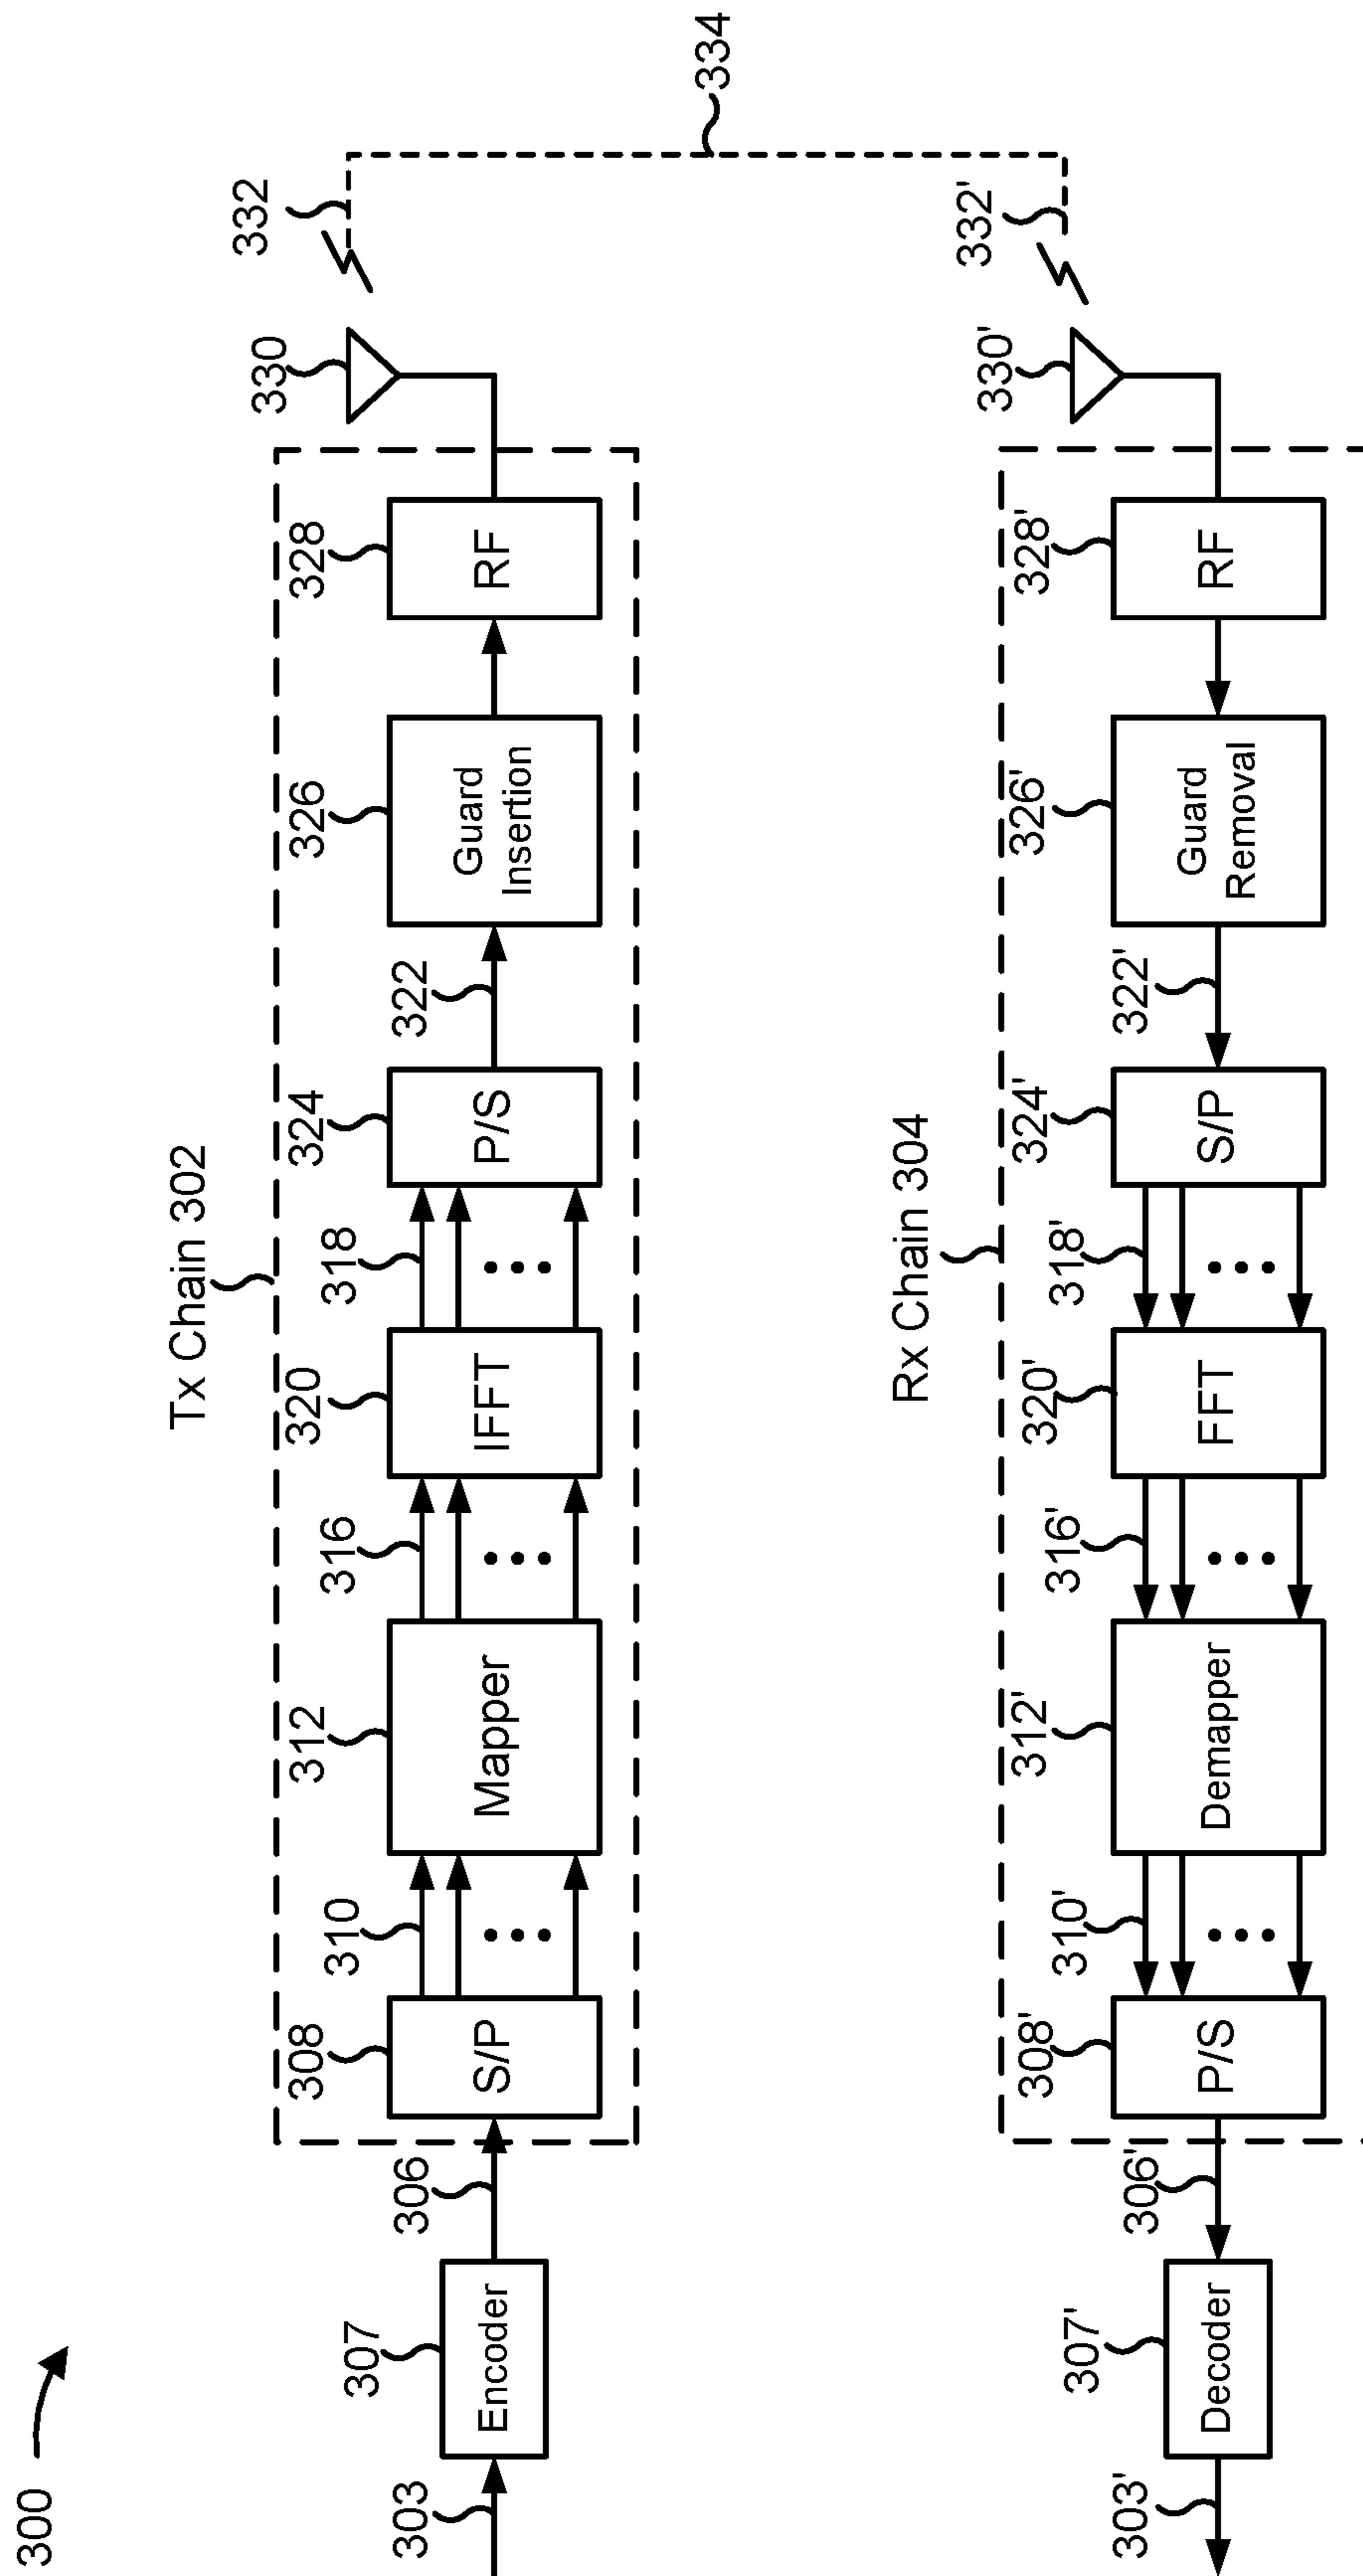 300
Tx Chain 302
303
307
306
308
310
312
316
320
318
324
322
326
328
330
332
Encoder
S/P
Mapper
IFFT
P/S
Guard
Insertion
RF
334
Rx Chain 304
303'
307'
306'
308'
310'
312'
316'
320'
318'
324'
322'
326'
328'
330'
332'
Decoder
P/S
Demapper
FFT
S/P
Guard
Removal
RF